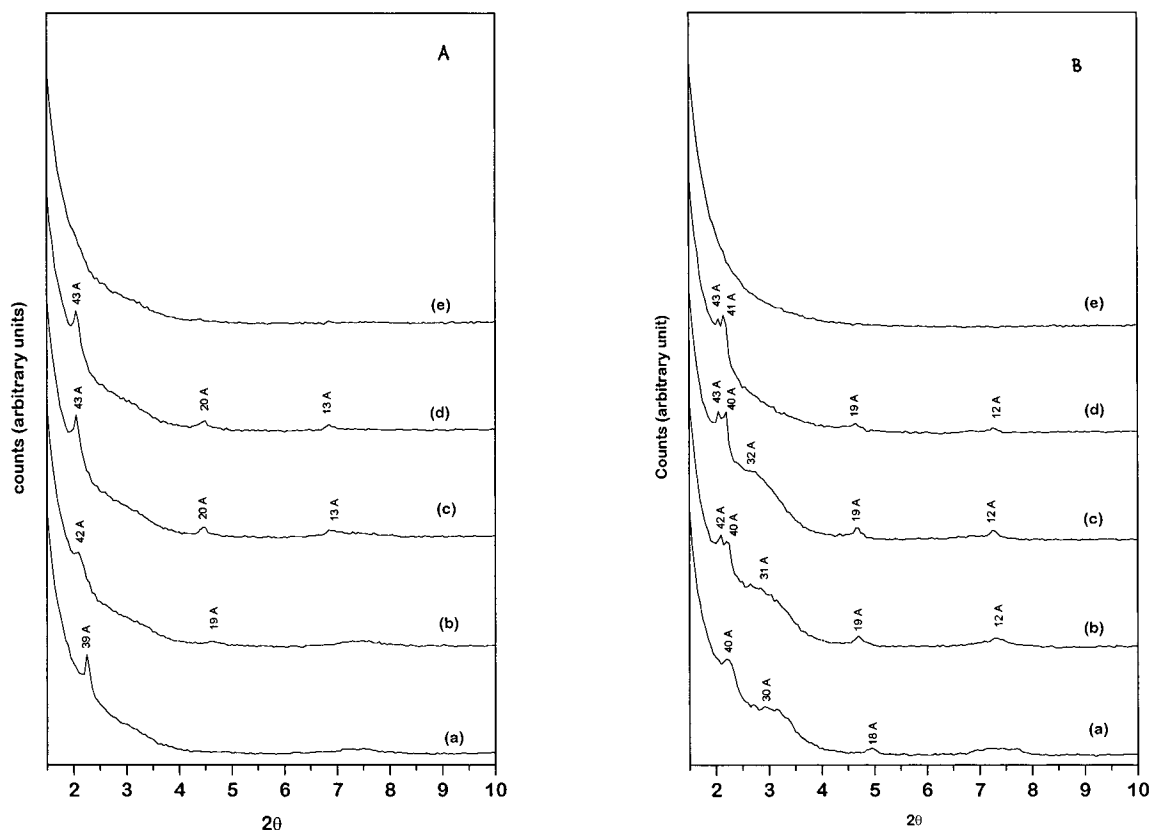 A
counts (arbitrary units)
(e)
43 A
(d)
20 A
13 A
43 A
(c)
20 A
13 A
42 A
(b)
19 A
39 A
(a)
2 3 4 5 6 7 8 9 10
2θ
B
Counts (arbitrary unit)
(e)
43 A
41 A
(d)
19 A
12 A
43 A
40 A
32 A
(c)
19 A
12 A
42 A
40 A
31 A
(b)
19 A
12 A
40 A
30 A
(a)
18 A
2 3 4 5 6 7 8 9 10
2θ